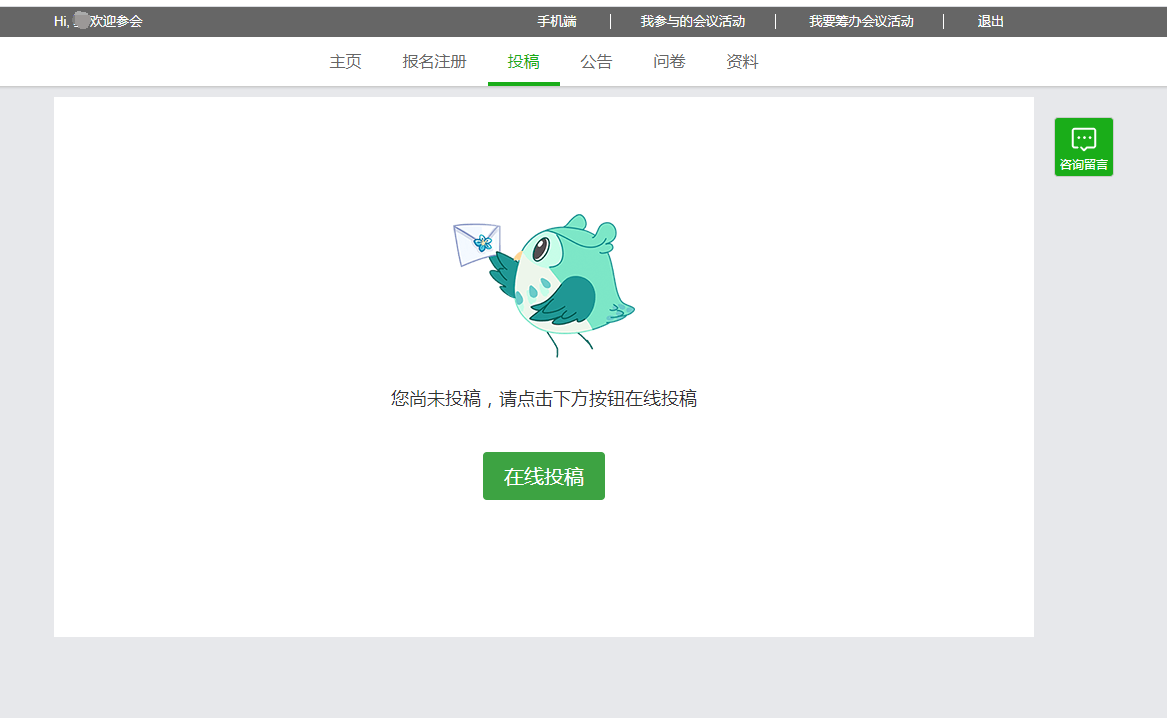 Hi, 欢迎参会 手机端 我参与的会议活动 我要筹办会议活动 退出
主页 报名注册 投稿 公告 问卷 资料
咨询留言
您尚未投稿，请点击下方按钮在线投稿
在线投稿